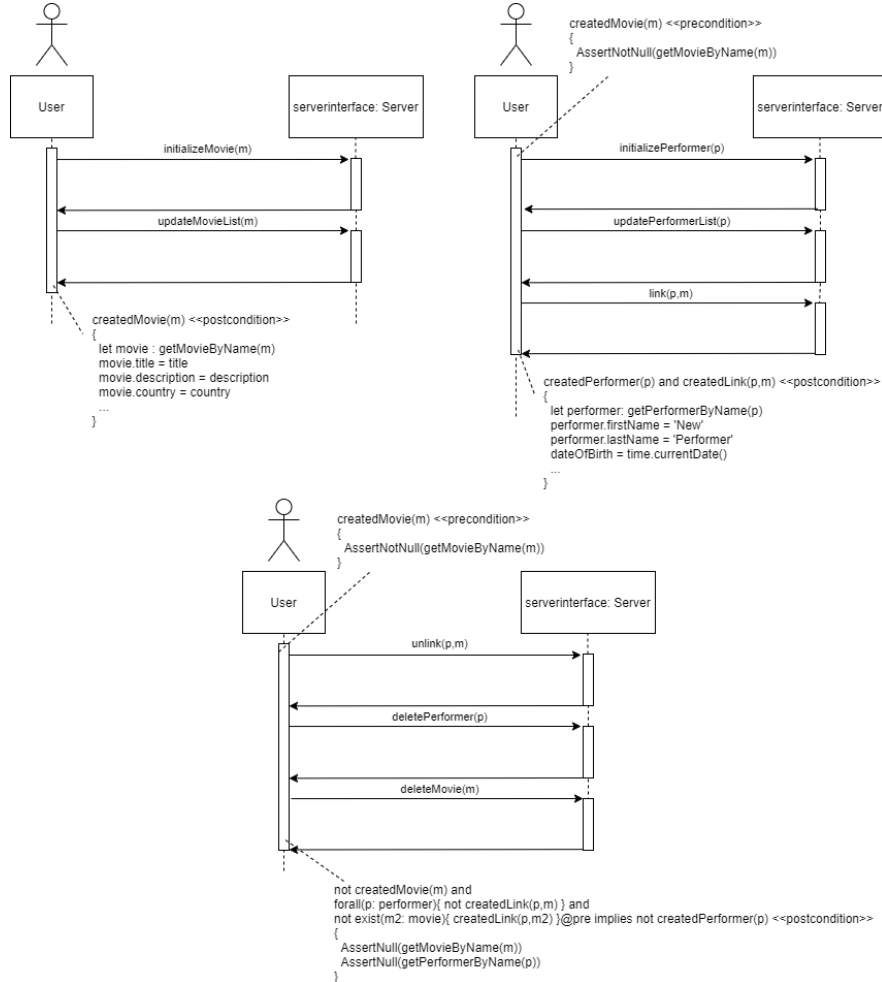 User
serverinterface: Server
initializeMovie(m)
updateMovieList(m)
createdMovie(m) <<postcondition>>
{
let movie : getMovieByName(m)
movie.title = title
movie.description = description
movie.country = country
...
}
createdMovie(m) <<precondition>>
{
AssertNotNull(getMovieByName(m))
}
User
serverinterface: Server
initializePerformer(p)
updatePerformerList(p)
link(p,m)
createdPerformer(p) and createdLink(p,m) <<postcondition>>
{
let performer: getPerformerByName(p)
performer.firstName = 'New'
performer.lastName = 'Performer'
dateOfBirth = time.currentDate()
...
}
createdMovie(m) <<precondition>>
{
AssertNotNull(getMovieByName(m))
}
User
serverinterface: Server
unlink(p,m)
deletePerformer(p)
deleteMovie(m)
not createdMovie(m) and
forall(p: performer){ not createdLink(p,m) } and
not exist(m2: movie){ createdLink(p,m2) }@pre implies not createdPerformer(p) <<postcondition>>
{
AssertNull(getMovieByName(m))
AssertNull(getPerformerByName(p))
}